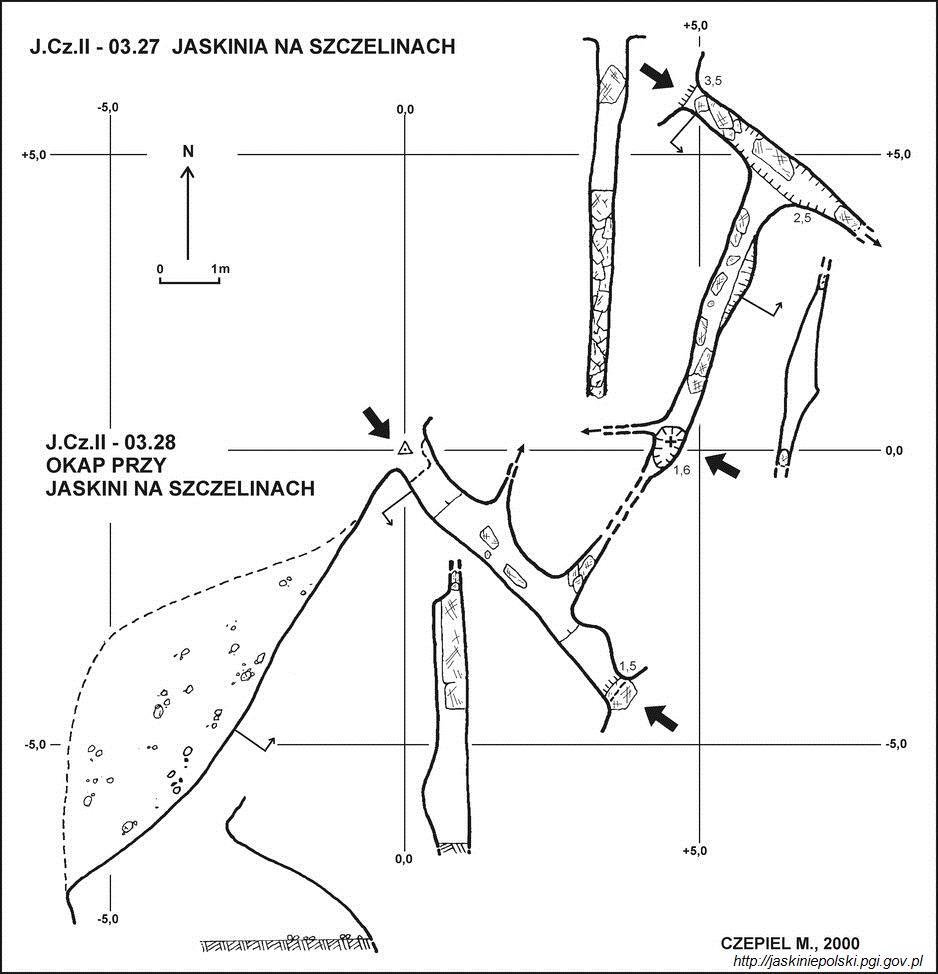 J.Cz.II - 03.27 JASKINIA NA SZCZELINACH
+5,0
-5,0
0,0
3,5
+5,0
+5,0
N
2,5
0
1m
J.Cz.II - 03.28
OKAP PRZY
JASKINI NA SZCZELINACH
0,0
1,6
1,5
-5,0
-5,0
0,0
+5,0
-5,0
CZEPIEL M., 2000
http://jaskiniepolski.pgi.gov.pl